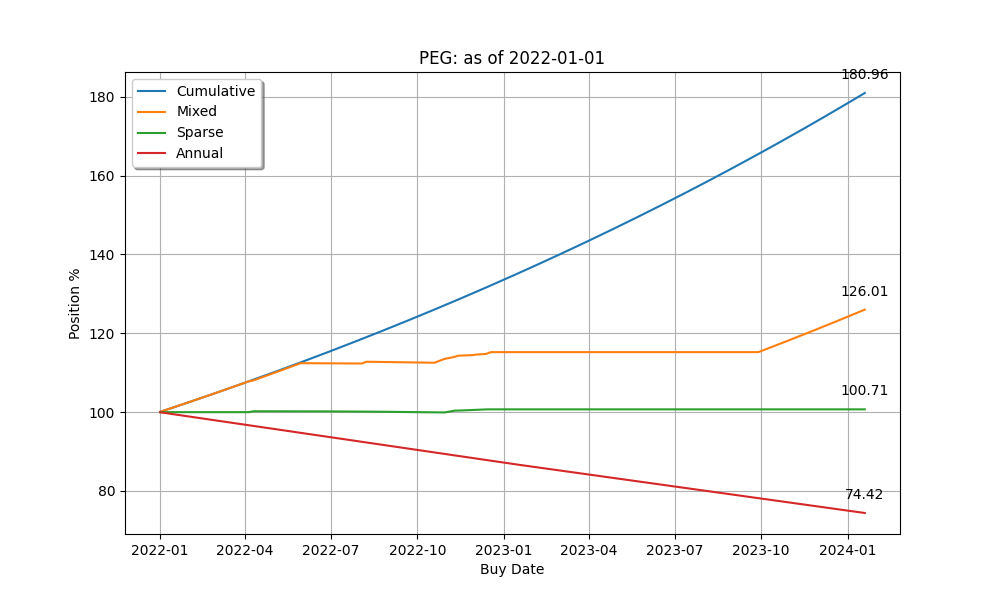 PEG: as of 2022-01-01
180.96
180
Cumulative
Mixed
Sparse
Annual
160
140
126.01
120
100.71
100
80
74.42
Position %
2022-01 2022-04 2022-07 2022-10 2023-01 2023-04 2023-07 2023-10 2024-01
Buy Date